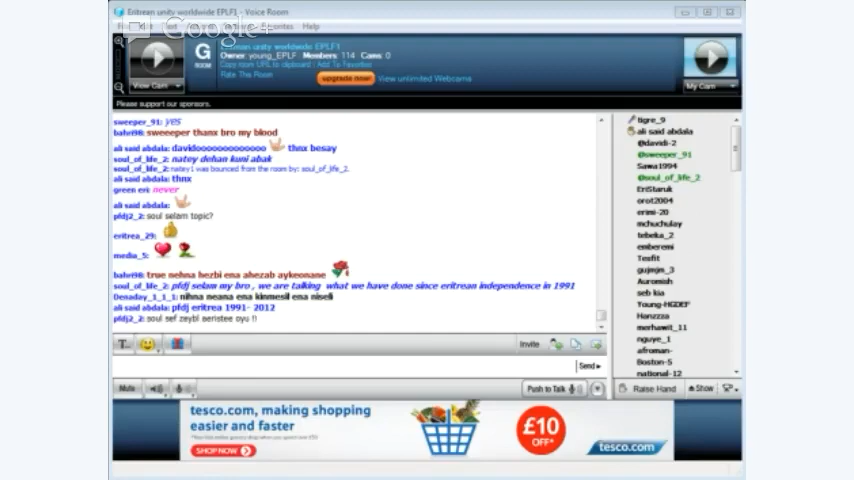 Eritrean unity worldwide EPLF1 - Voice Room
Google+
Favorites Help
G ROOM
Eritrean unity worldwide EPLF1
Owner young_EPLF Members: 114 Cams: 0
Copy room URL to clipboard | Add To Favorites
Rate This Room
upgrade now! View unlimited Webcams
View Cam
My Cam
Please support our sponsors.
sweeper_91: yes
bahri98: sweeeper thanx bro my blood
ali said abdala: davidooooooooooooo thnx besay
soul_of_life_2: natey dehan kuni abak
soul_of_life_2: natey1 was bounced from the room by: soul_of_life_2.
ali said abdala: thnx
green eri: never
ali said abdala:
pfdj2_2: soul selam topic?
eritrea_29:
media_5:
bahri98: true nehna hezbi ena ahezab aykeonane
soul_of_life_2: pfdj selam my bro , we are talking what we have done since eritrean independence in 1991
Denaday_1_1_1: nihna neana ena kinmesil ena niseli
ali said abdala: pfdj eritrea 1991- 2012
pfdj2_2: soul sef zeybl aeristee oyu !!
tigre_9
ali said abdala
@davidi-2
@sweeper_91
Sawa1994
@soul_of_life_2
EriStaruk
orot2004
erimi-20
mchuchulay
tebeka_2
emberemi
Tesfit
gujmjm_3
Auromish
seb kia
Young-HGDEF
Hanzzza
merhawit_11
nguye_1
afroman-
Boston-5
national-12
T...
Invite
Send
Mute
Push to Talk
Raise Hand
Show
tesco.com, making shopping
easier and faster
SHOP NOW
£10
OFF*
tesco.com